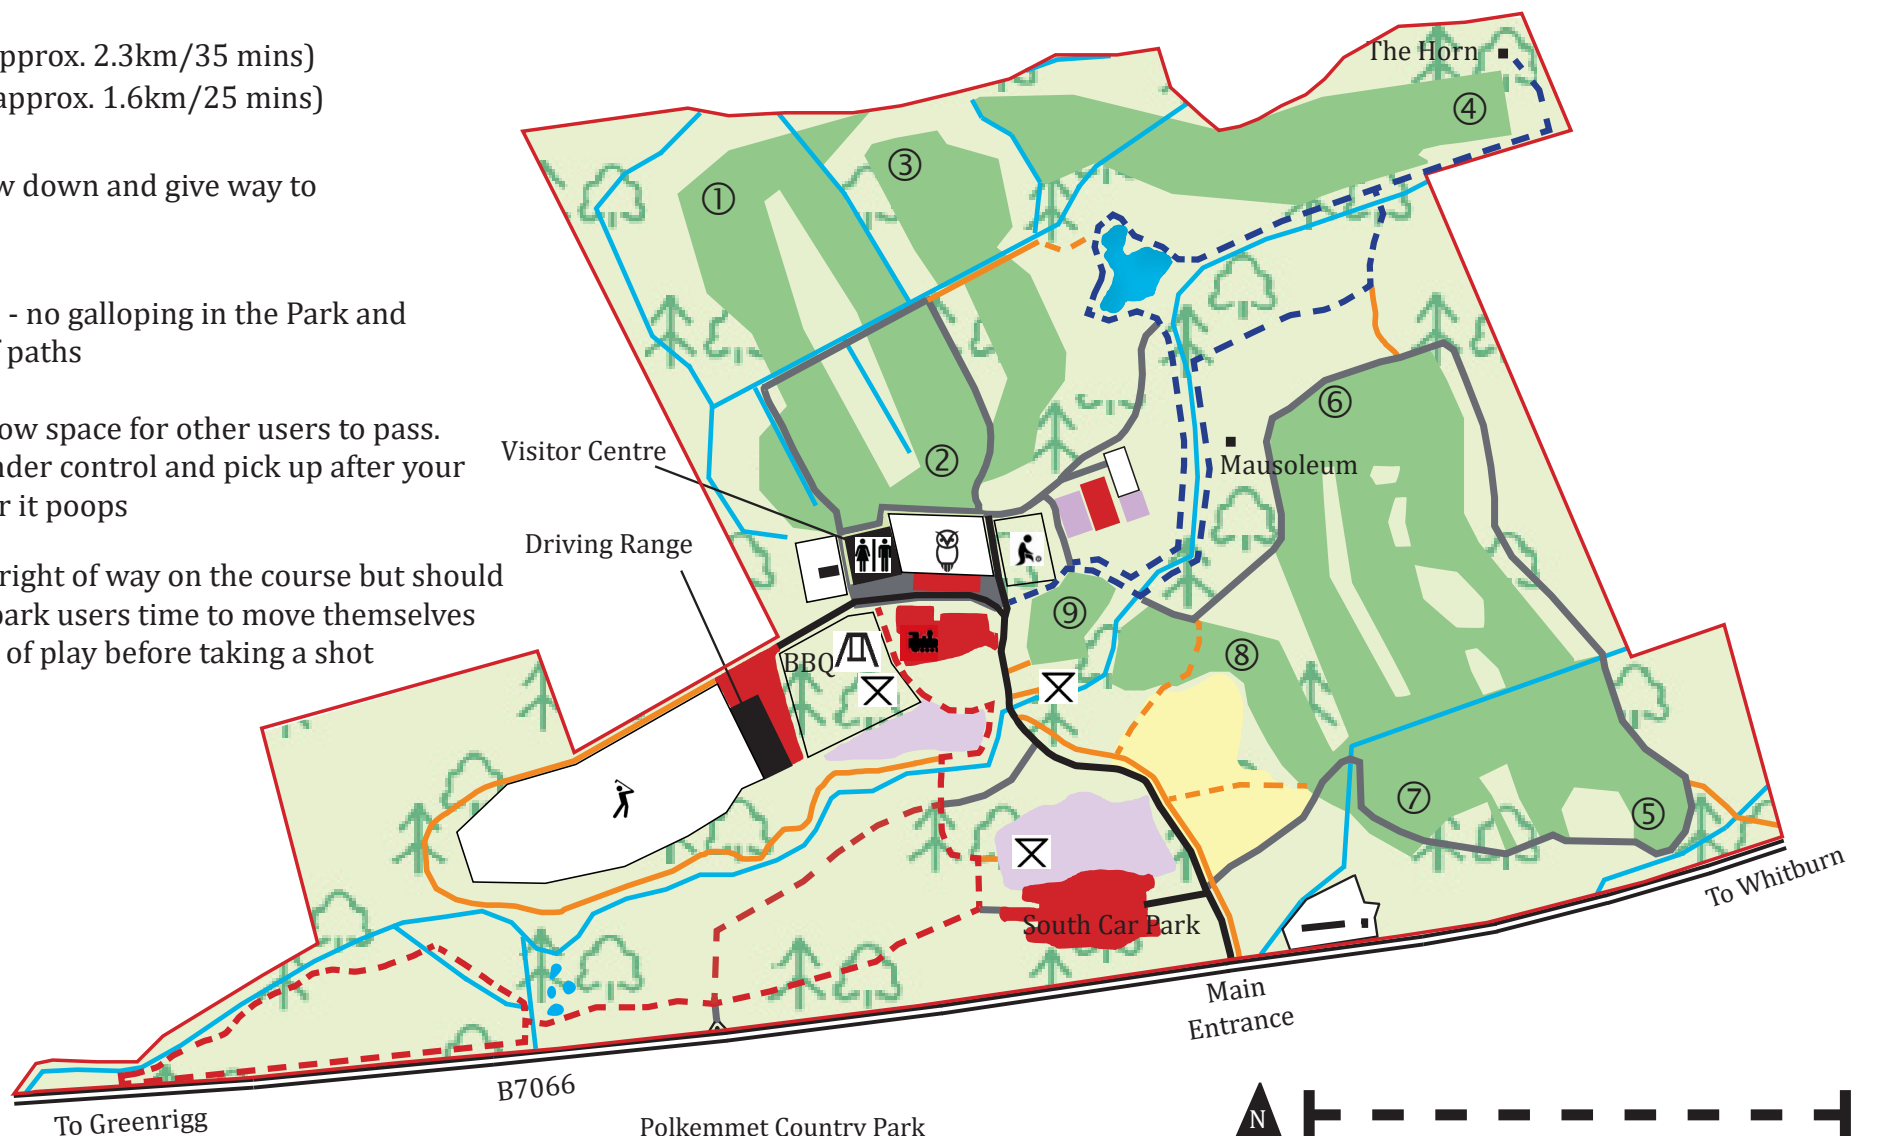 pprox. 2.3km/35 mins)
approx. 1.6km/25 mins)
w down and give way to
- no galloping in the Park and
paths
ow space for other users to pass.
nder control and pick up after your
r it poops
right of way on the course but should
park users time to move themselves
of play before taking a shot
The Horn
④
③
①
⑥
Visitor Centre
②
Mausoleum
Driving Range
⑨
⑧
BBQ
⑦
⑤
South Car Park
To Whitburn
Main
Entrance
B7066
To Greenrigg
Polkemmet Country Park
N